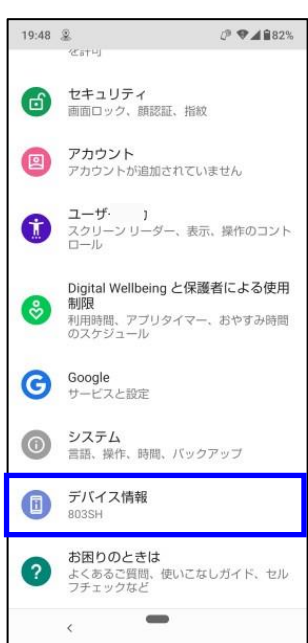 19:48 82%
を許可
セキュリティ
画面ロック、顔認証、指紋
アカウント
アカウントが追加されていません
ユーザ
スクリーン リーダー、表示、操作のコント
ロール
Digital Wellbeing と保護者による使用
制限
利用時間、アプリタイマー、おやすみ時間
のスケジュール
Google
サービスと設定
システム
言語、操作、時間、バックアップ
デバイス情報
803SH
お困りのときは
よくあるご質問、使いこなしガイド、セル
フチェックなど